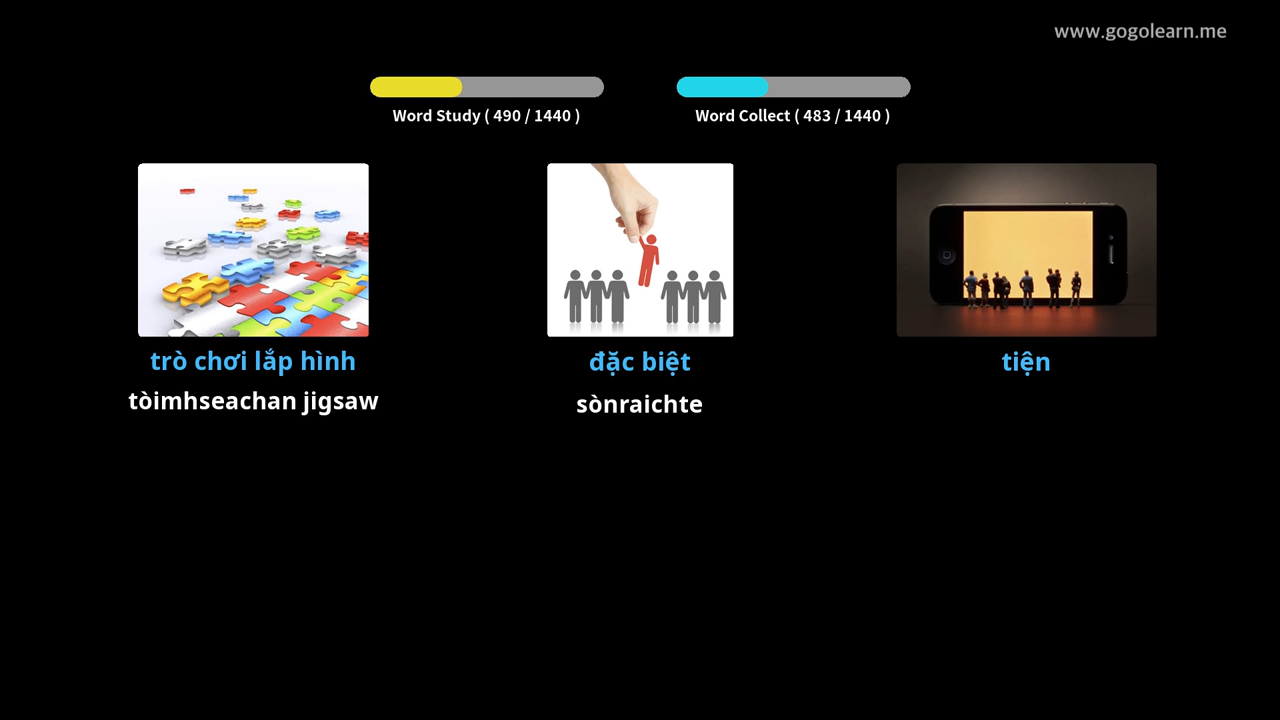 www.gogolearn.me
Word Study ( 490 / 1440 )
Word Collect ( 483 / 1440 )
trò chơi lắp hình
tòimhseachan jigsaw
đặc biệt
sònraichte
tiện